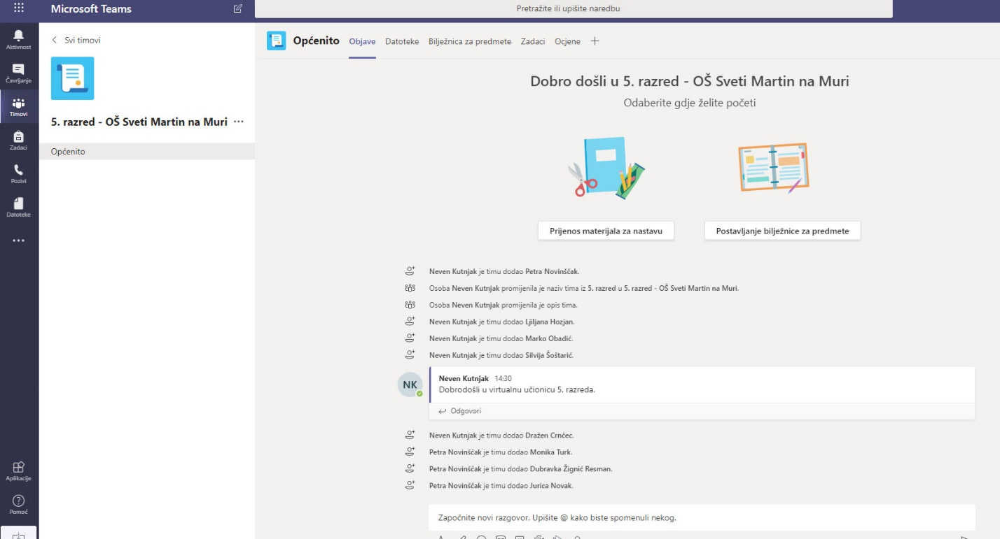 Microsoft Teams
Pretražite ili upišite naredbu
Aktivnost
Čavrljanje
Timovi
Zadaci
Pozivi
Datoteke
Aplikacije
Pomoć
Svi timovi
5. razred - OŠ Sveti Martin na Muri
Općenito
Općenito Objave Datoteke Bilježnica za predmete Zadaci Ocjene
Dobro došli u 5. razred - OŠ Sveti Martin na Muri
Odaberite gdje želite početi
Prijenos materijala za nastavu
Postavljanje bilježnice za predmete
Neven Kutnjak je timu dodao Petra Novinščak.
Osoba Neven Kutnjak promijenila je naziv tima iz 5. razred u 5. razred - OŠ Sveti Martin na Muri.
Osoba Neven Kutnjak promijenila je opis tima.
Neven Kutnjak je timu dodao Ljiljana Hozjan.
Neven Kutnjak je timu dodao Marko Obadić.
Neven Kutnjak je timu dodao Silvija Šoštarić.
NK
Neven Kutnjak 14:30
Dobrodošli u virtualnu učionicu 5. razreda.
Odgovori
Neven Kutnjak je timu dodao Dražen Crnčec.
Petra Novinščak je timu dodao Monika Turk.
Petra Novinščak je timu dodao Dubravka Žignić Resman.
Petra Novinščak je timu dodao Jurica Novak.
Započnite novi razgovor. Upišite @ kako biste spomenuli nekog.